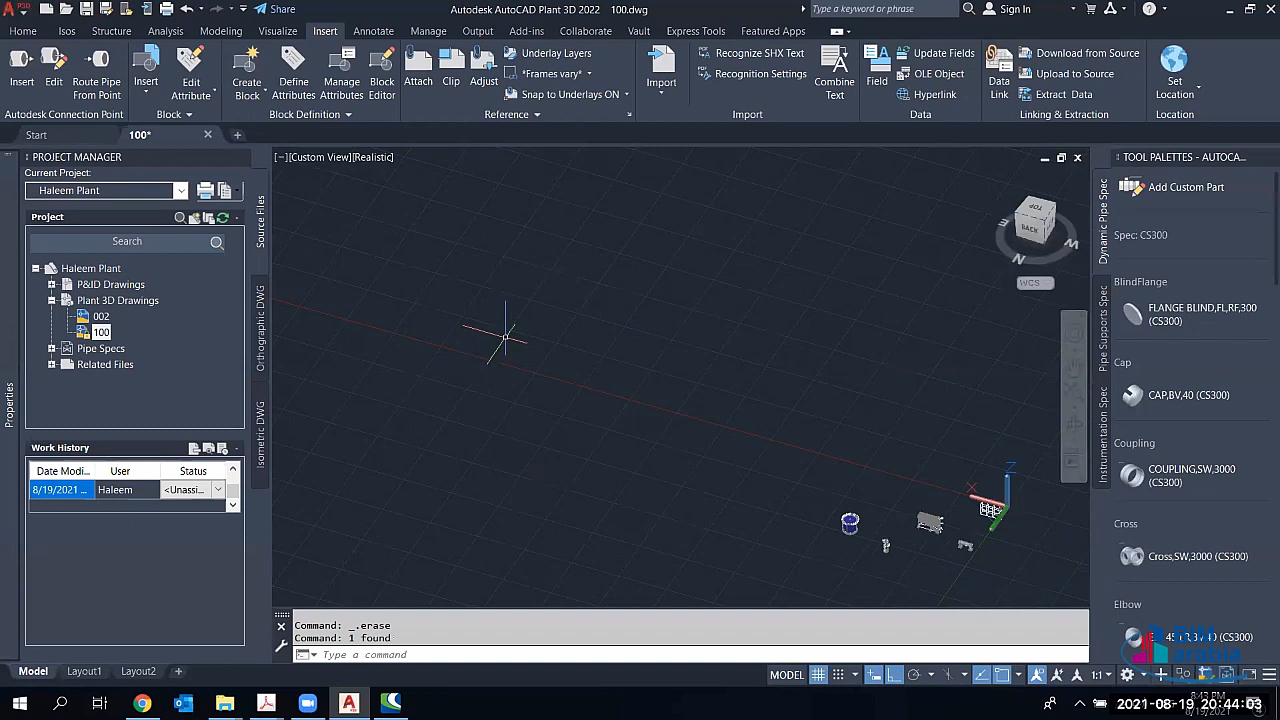 Share
Autodesk AutoCAD Plant 3D 2022 100.dwg
Type a keyword or phrase
Sign In
Home Isos Structure Analysis Modeling Visualize Insert Annotate Manage Output Add-ins Collaborate Vault Express Tools Featured Apps
Insert Edit Route Pipe From Point
Autodesk Connection Point
Insert Edit Attribute
Block
Create Block Define Attributes Manage Attributes Block Editor
Block Definition
Attach Clip Adjust
Underlay Layers
*Frames vary*
Snap to Underlays ON
Reference
Import
Recognize SHX Text
Recognition Settings
Combine Text
Import
Field
Update Fields
OLE Object
Hyperlink
Data
Data Link
Download from Source
Upload to Source
Extract Data
Linking & Extraction
Set Location
Location
Start
100*
PROJECT MANAGER
Current Project:
Haleem Plant
Project
Search
Haleem Plant
P&ID Drawings
Plant 3D Drawings
002
100
Pipe Specs
Related Files
Work History
Date Modi... User Status
8/19/2021 ... Haleem <Unassi...
Properties
Source Files
Orthographic DWG
Isometric DWG
[−][Custom View][Realistic]
TOP
BACK
E
W
N
WCS
X
Z
Command: _.erase
Command: 1 found
Type a command
Dynamic Pipe Spec
Pipe Supports Spec
Instrumentation Spec
TOOL PALETTES - AUTOCA...
Add Custom Part
Spec: CS300
BlindFlange
FLANGE BLIND,FL,RF,300 (CS300)
Cap
CAP,BV,40 (CS300)
Coupling
COUPLING,SW,3000 (CS300)
Cross
Cross,SW,3000 (CS300)
Elbow
BIM
arabia
Model Layout1 Layout2
MODEL
1:1
8:43 PM
8/19/2021
2021-08-19 20:44:03